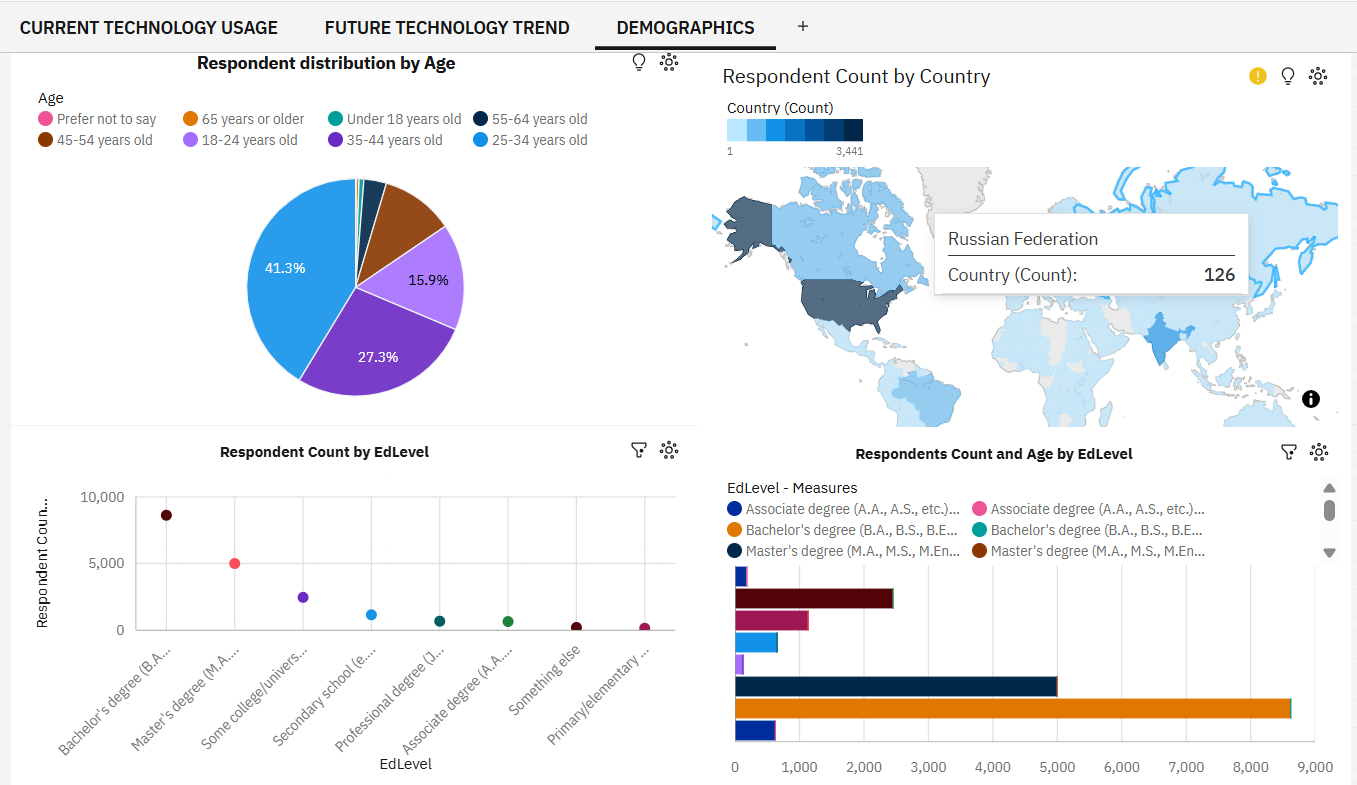 CURRENT TECHNOLOGY USAGE FUTURE TECHNOLOGY TREND DEMOGRAPHICS +
Respondent distribution by Age
Age
Prefer not to say 65 years or older Under 18 years old 55-64 years old
45-54 years old 18-24 years old 35-44 years old 25-34 years old
41.3%
15.9%
27.3%
Respondent Count by Country
Country (Count)
1 3,441
Russian Federation
Country (Count): 126
Respondent Count by EdLevel
Respondent Coun...
10,000
5,000
0
Bachelor's degree (B.A...
Master's degree (M.A....
Some college/univers...
Secondary school (e....
Professional degree (J...
Associate degree (A.A....
Something else
Primary/elementary ...
EdLevel
Respondents Count and Age by EdLevel
EdLevel - Measures
Associate degree (A.A., A.S., etc.)... Associate degree (A.A., A.S., etc.)...
Bachelor's degree (B.A., B.S., B.E... Bachelor's degree (B.A., B.S., B.E...
Master's degree (M.A., M.S., M.En... Master's degree (M.A., M.S., M.En...
0 1,000 2,000 3,000 4,000 5,000 6,000 7,000 8,000 9,000